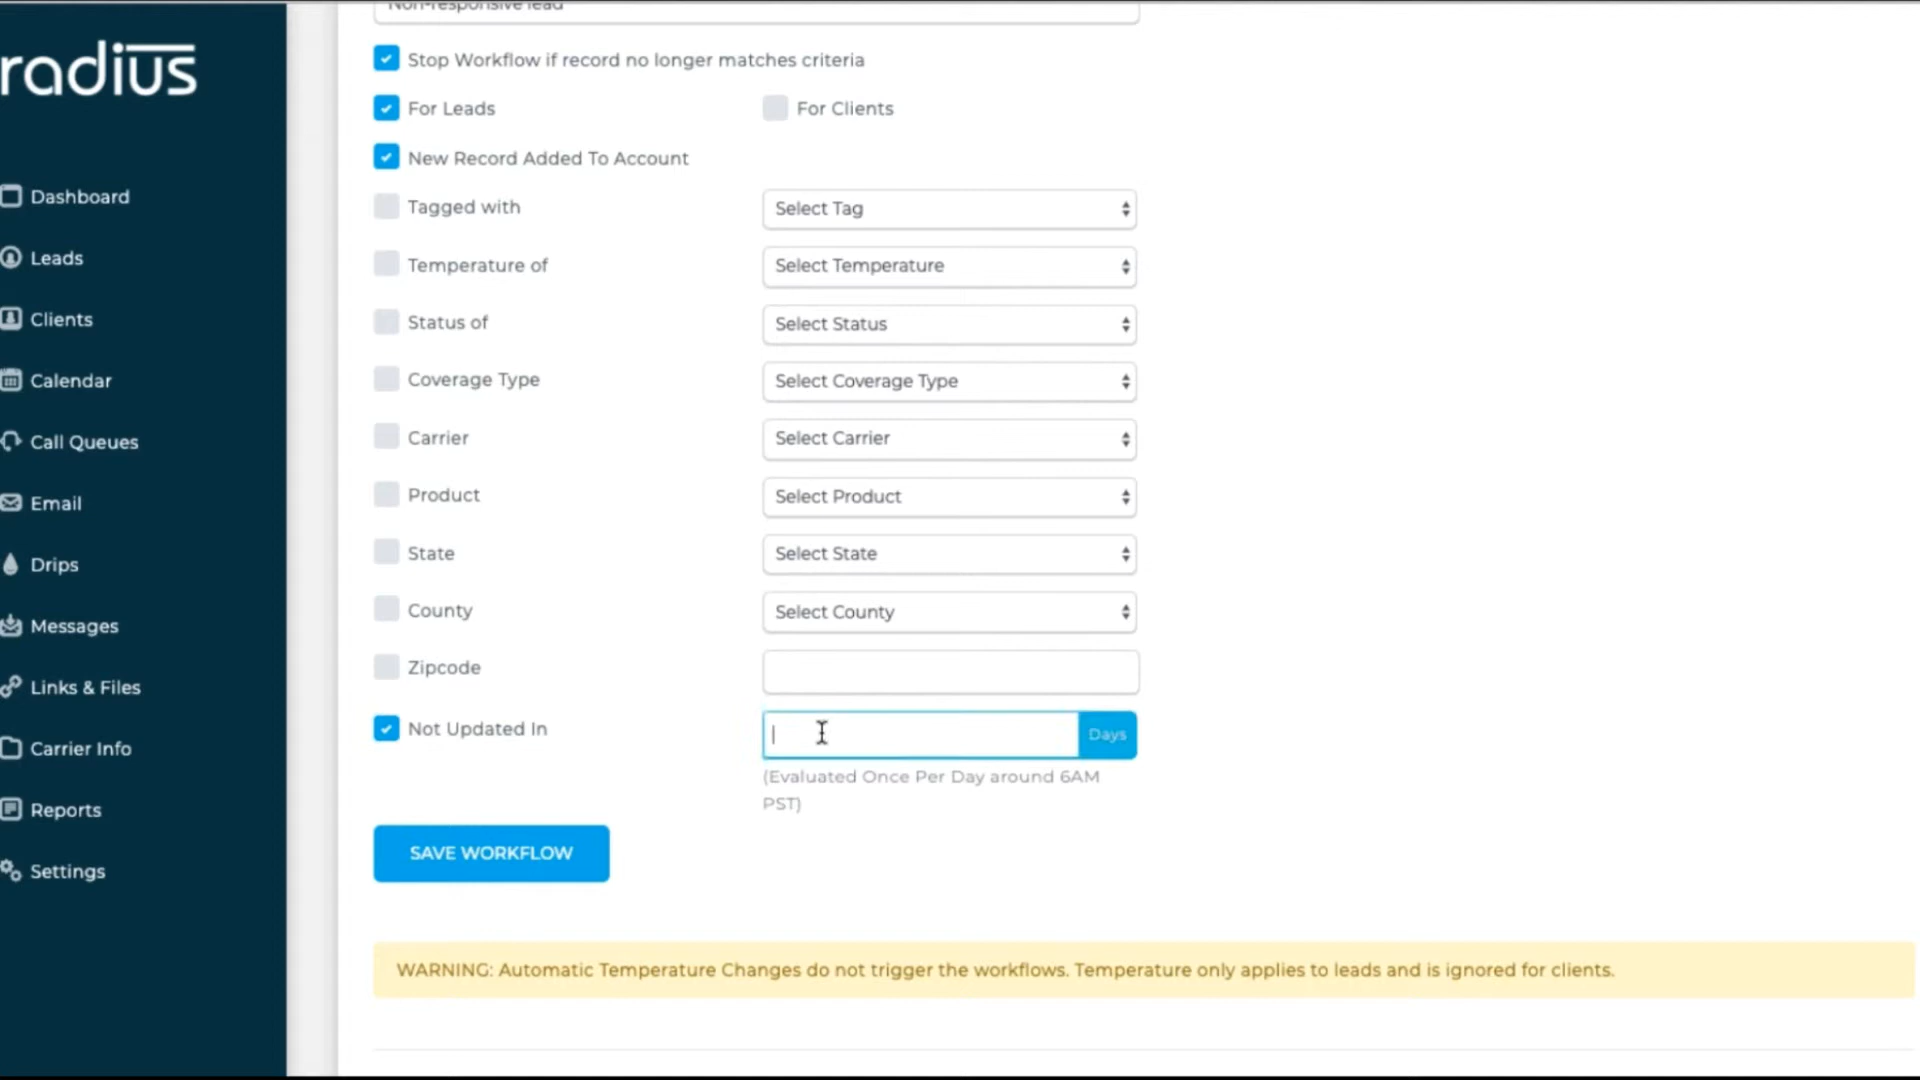 radius
Non-responsive lead
Stop Workflow if record no longer matches criteria
For Leads
For Clients
New Record Added To Account
Tagged with
Select Tag
Temperature of
Select Temperature
Status of
Select Status
Coverage Type
Select Coverage Type
Carrier
Select Carrier
Product
Select Product
State
Select State
County
Select County
Zipcode
Not Updated In
Days
(Evaluated Once Per Day around 6AM
PST)
SAVE WORKFLOW
WARNING: Automatic Temperature Changes do not trigger the workflows. Temperature only applies to leads and is ignored for clients.
Dashboard
Leads
Clients
Calendar
Call Queues
Email
Drips
Messages
Links & Files
Carrier Info
Reports
Settings